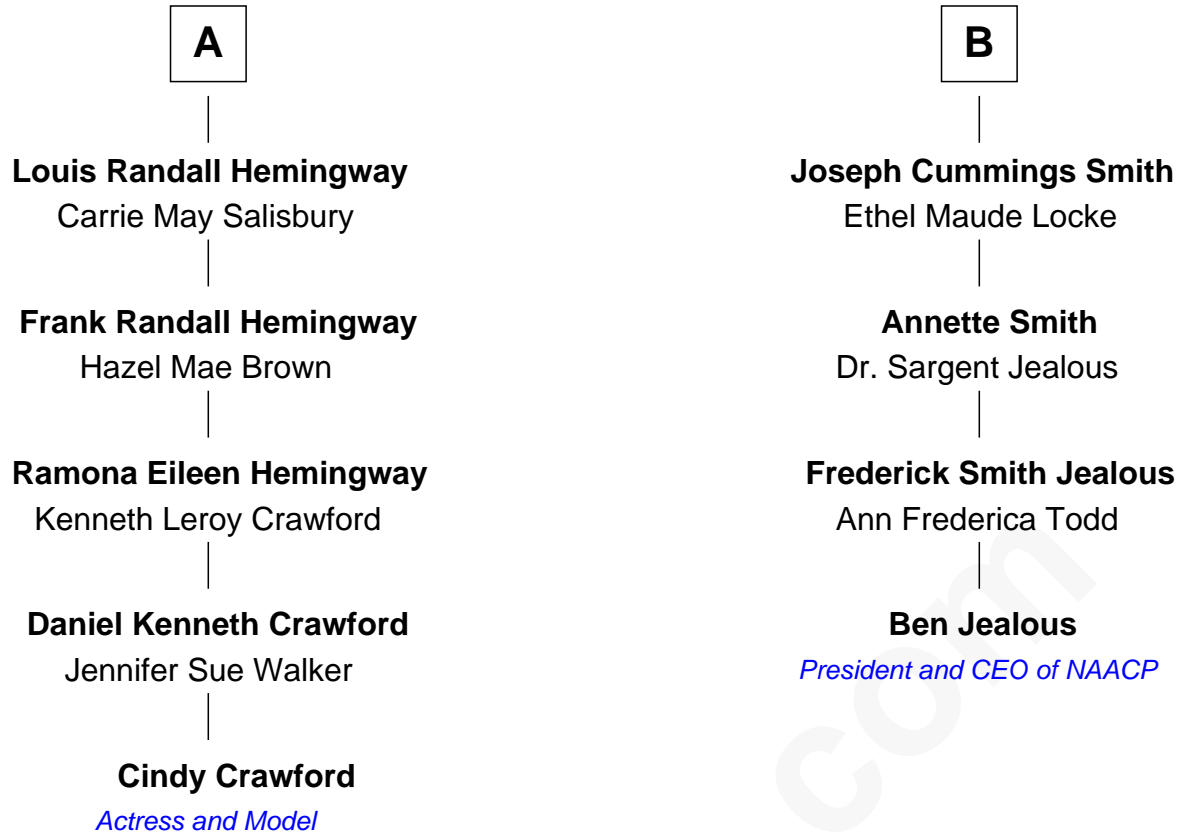 A
Louis Randall Hemingway
Carrie May Salisbury
Frank Randall Hemingway
Hazel Mae Brown
Ramona Eileen Hemingway
Kenneth Leroy Crawford
Daniel Kenneth Crawford
Jennifer Sue Walker
Cindy Crawford
Actress and Model
B
Joseph Cummings Smith
Ethel Maude Locke
Annette Smith
Dr. Sargent Jealous
Frederick Smith Jealous
Ann Frederica Todd
Ben Jealous
President and CEO of NAACP
com